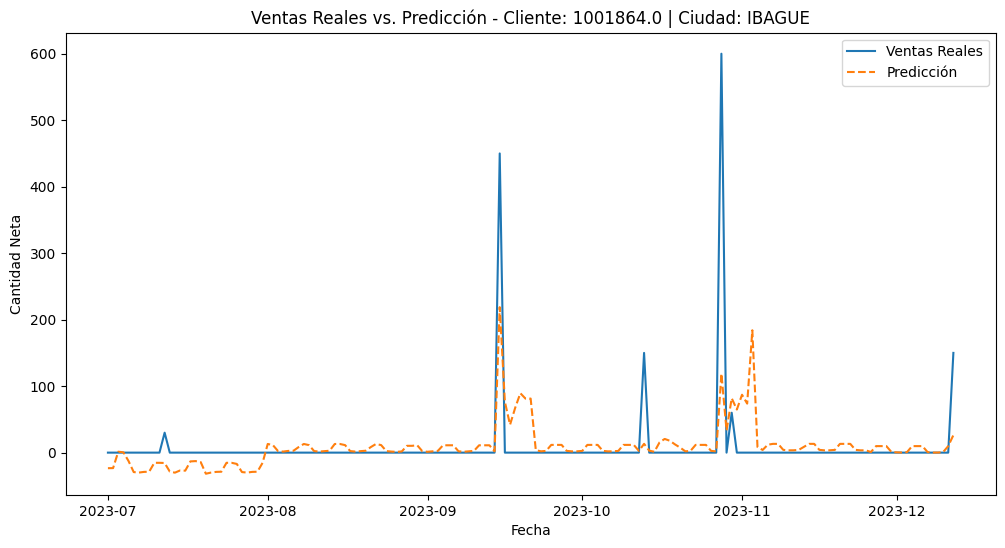 Ventas Reales vs. Predicción - Cliente: 1001864.0 | Ciudad: IBAGUE
Ventas Reales
Predicción
Cantidad Neta
600
500
400
300
200
100
0
2023-07
2023-08
2023-09
2023-10
2023-11
2023-12
Fecha